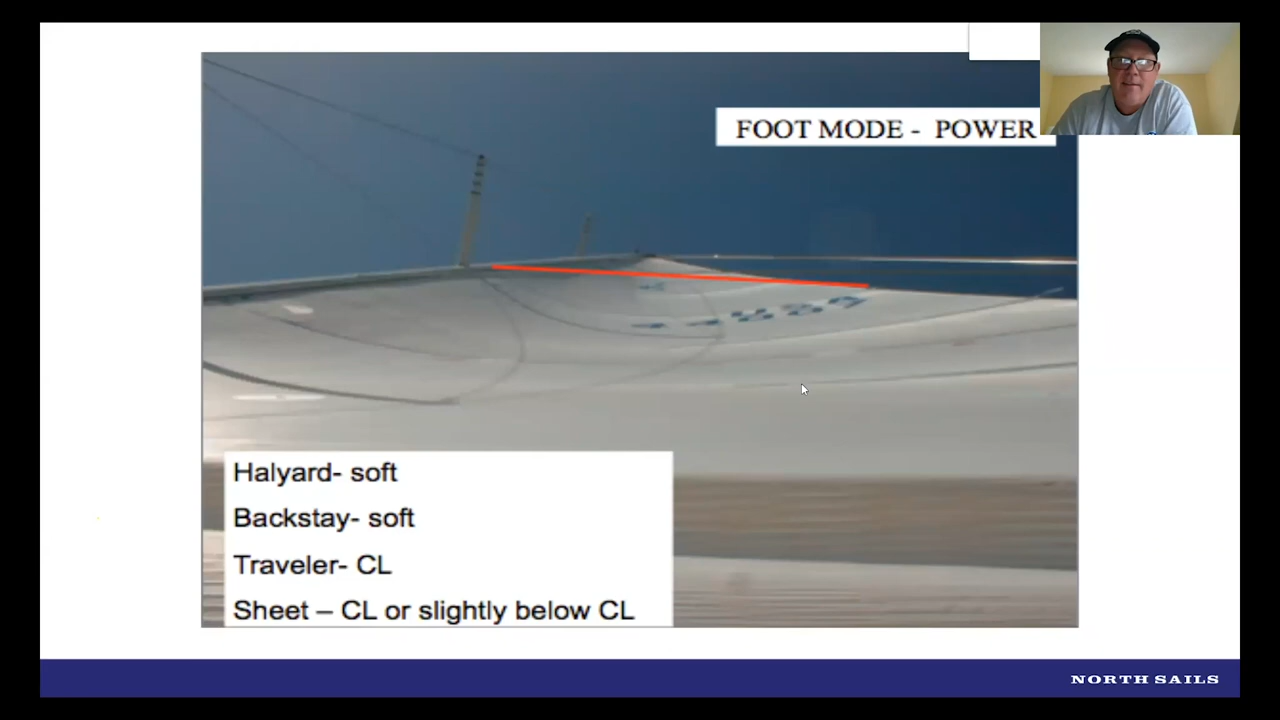 FOOT MODE - POWER
Halyard- soft
Backstay- soft
Traveler- CL
Sheet – CL or slightly below CL
NORTH SAILS